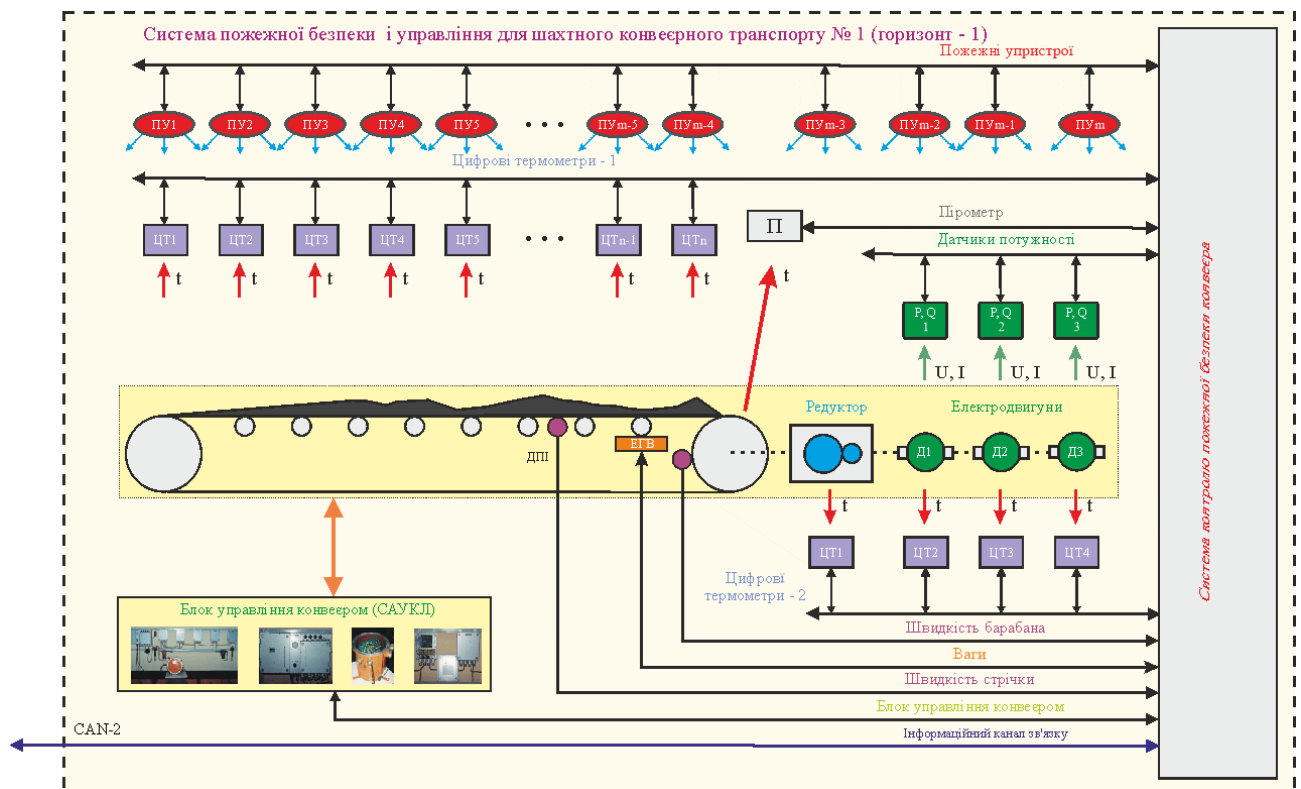 Система пожежної безпеки і управління для шахтного конвеєрного транспорту № 1 (горизонт - 1)
Пожежні упристрої
ПУ1 ПУ2 ПУ3 ПУ4 ПУ5 • • • ПУm-5 ПУm-4 ПУm-3 ПУm-2 ПУm-1 ПУm
Цифрові термометри - 1
ЦТ1 ЦТ2 ЦТ3 ЦТ4 ЦТ5 • • • ЦТn-1 ЦТn
t t t t t t t
П
t
Пірометр
Датчики потужності
P, Q 1
P, Q 2
P, Q 3
U, I U, I U, I
Редуктор
Електродвигуни
ДПІ
ЕГВ
Д1 Д2 Д3
t t t t
ЦТ1 ЦТ2 ЦТ3 ЦТ4
Цифрові
термометри - 2
Швидкість барабана
Ваги
Швидкість стрічки
Блок управління конвеєром
Інформаційний канал зв'язку
Блок управління конвеєром (САУКЛ)
CAN-2
Система контролю пожежної безпеки конвеєра